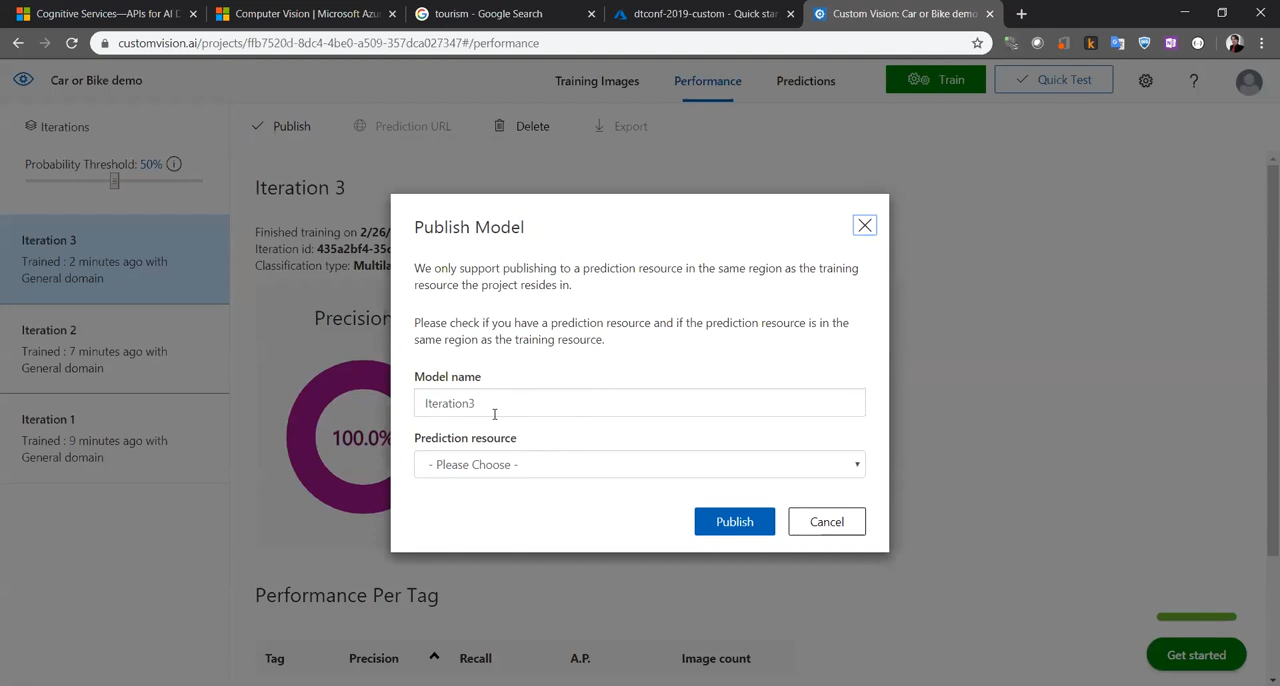 Cognitive Services—APIs for AI D
Computer Vision | Microsoft Azu
tourism - Google Search
dtconf-2019-custom - Quick star
Custom Vision: Car or Bike demo
customvision.ai/projects/ffb7520d-8dc4-4be0-a509-357dca027347#/performance
Car or Bike demo
Training Images
Performance
Predictions
Train
Quick Test
Iterations
Publish
Prediction URL
Delete
Export
Probability Threshold: 50%
Iteration 3
Iteration 3
Trained : 2 minutes ago with
General domain
Finished training on 2/26/
Iteration id: 435a2bf4-35c
Classification type: Multila
Iteration 2
Trained : 7 minutes ago with
General domain
Iteration 1
Trained : 9 minutes ago with
General domain
Precision
100.0%
Publish Model
We only support publishing to a prediction resource in the same region as the training
resource the project resides in.
Please check if you have a prediction resource and if the prediction resource is in the
same region as the training resource.
Model name
Iteration3
Prediction resource
- Please Choose -
Publish
Cancel
Performance Per Tag
Tag
Precision
Recall
A.P.
Image count
Get started